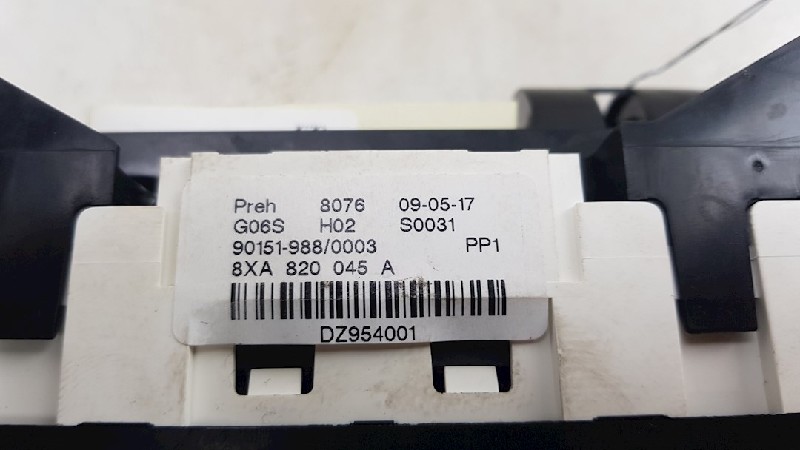 Preh 8076 09-05-17
G06S H02 S0031
90151-988/0003 PP1
8XA 820 045 A
DZ954001